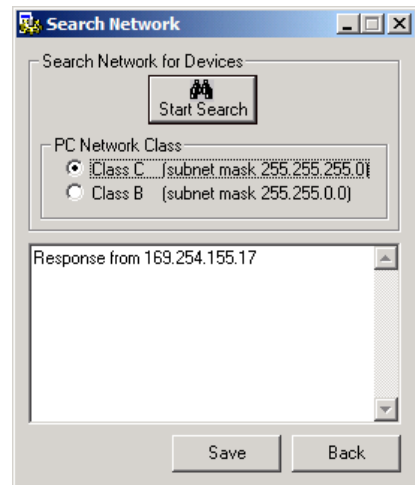 Search Network
Search Network for Devices
Start Search
PC Network Class
Class C (subnet mask 255.255.255.0)
Class B (subnet mask 255.255.0.0)
Response from 169.254.155.17
Save Back